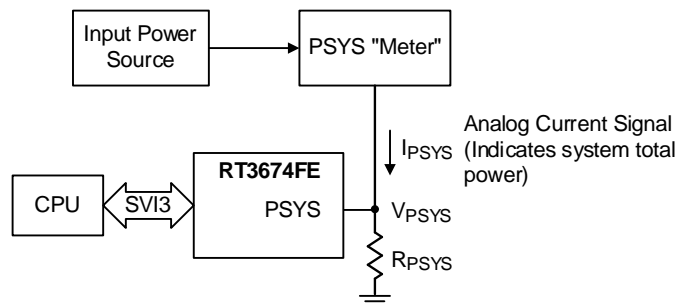 Input Power
Source
PSYS "Meter"
IPSYS
Analog Current Signal
(Indicates system total
power)
RT3674FE
PSYS
CPU
SVI3
VPSYS
RPSYS